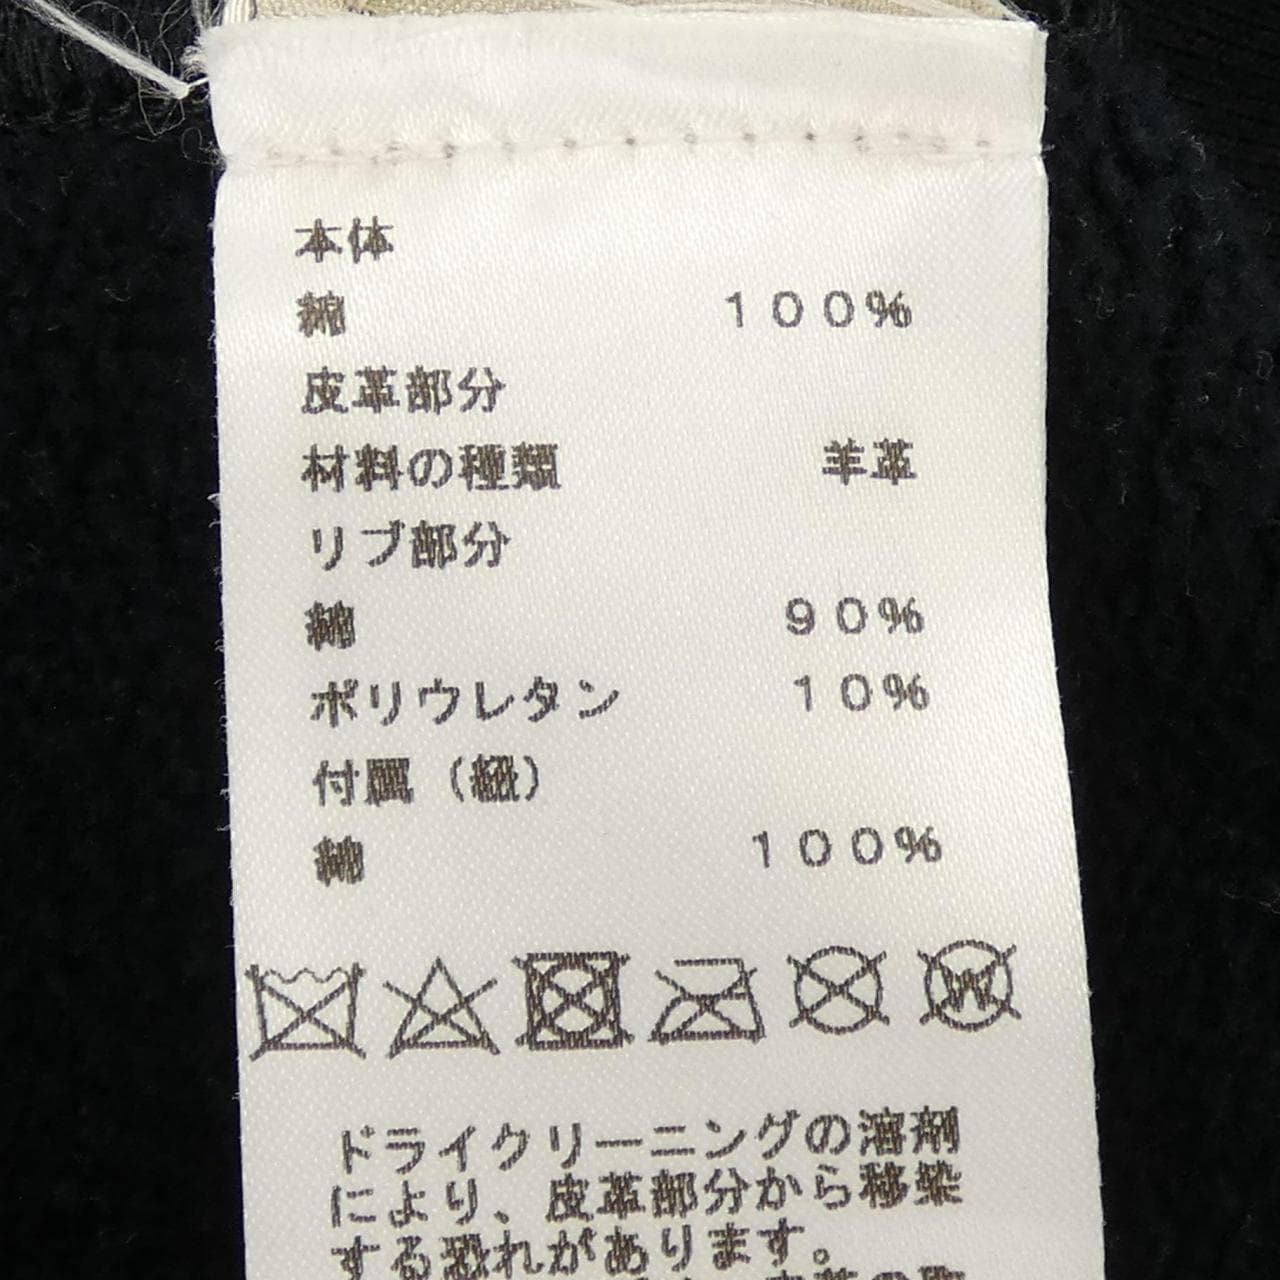 本体
綿 100%
皮革部分
材料の種類 羊革
リブ部分
綿 90%
ポリウレタン 10%
付属（紐）
綿 100%
W
ドライクリーニングの溶剤
により、皮革部分から移染
する恐れがあります。